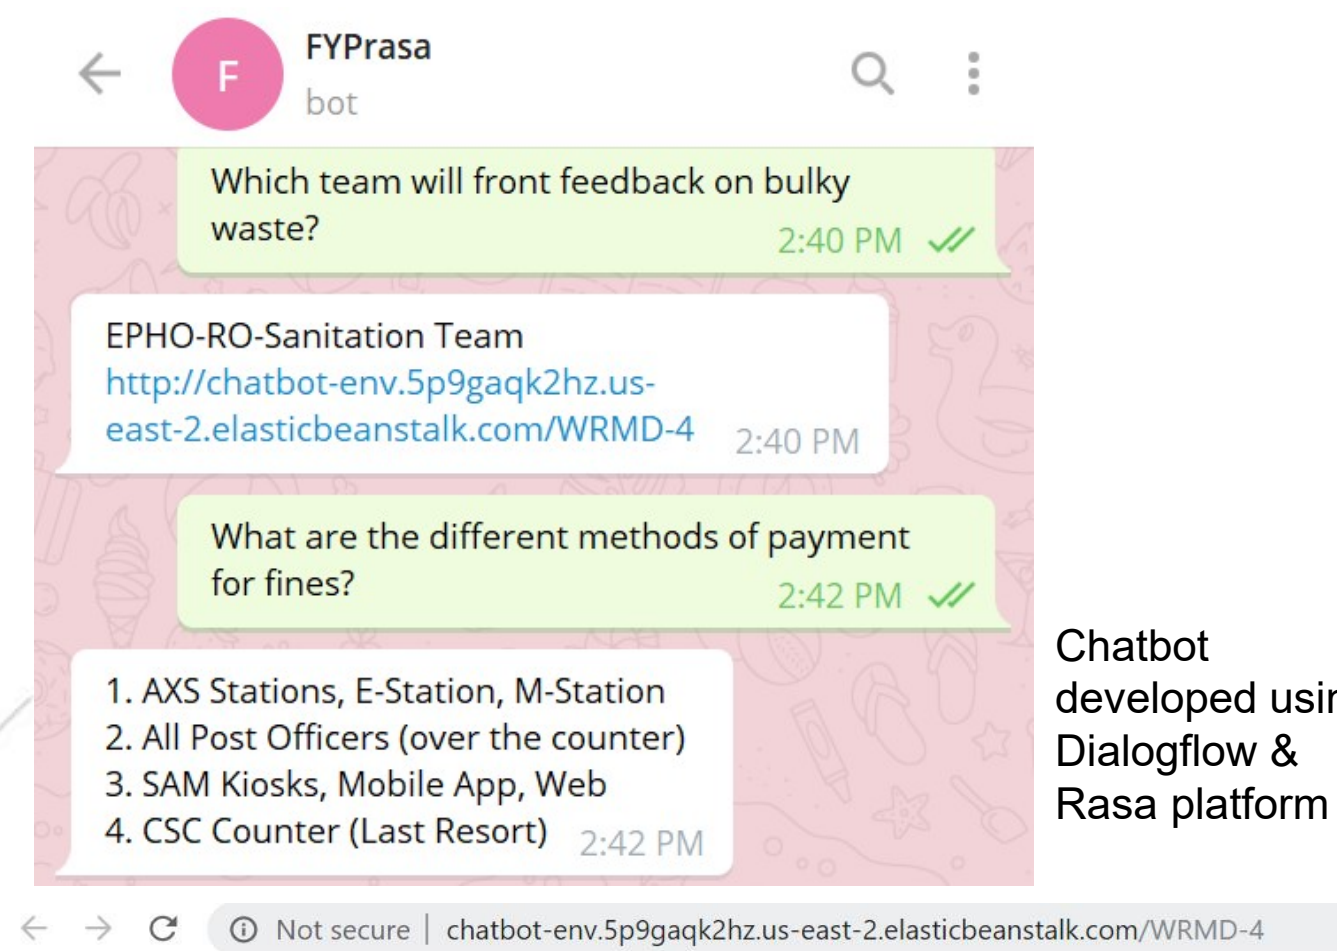 FYPrasa
F
bot
Which team will front feedback on bulky
waste?
2:40 PM
EPHO-RO-Sanitation Team
http://chatbot-env.5p9gaqk2hz.us-
east-2.elasticbeanstalk.com/WRMD-4
2:40 PM
What are the different methods of payment
for fines?
2:42 PM
1. AXS Stations, E-Station, M-Station
2. All Post Officers (over the counter)
3. SAM Kiosks, Mobile App, Web
4. CSC Counter (Last Resort)
2:42 PM
Chatbot
developed usin
Dialogflow &
Rasa platform
Not secure | chatbot-env.5p9gaqk2hz.us-east-2.elasticbeanstalk.com/WRMD-4